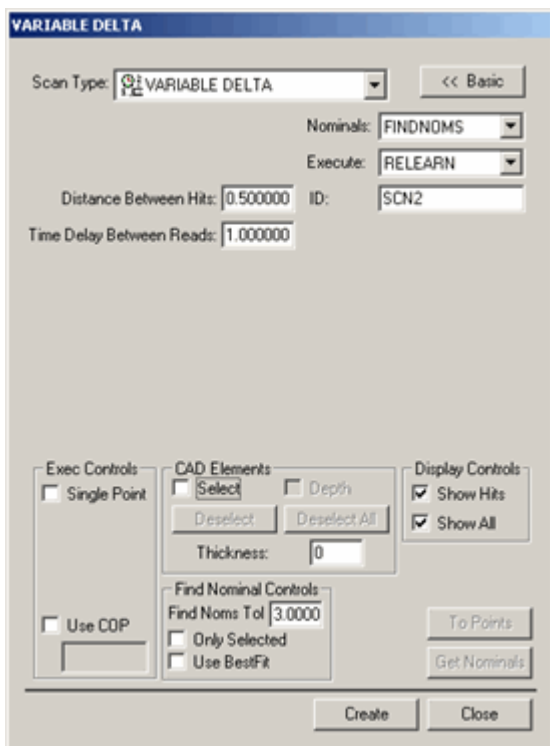 VARIABLE DELTA
Scan Type: VARIABLE DELTA << Basic
Nominals: FINDNOMS
Execute: RELEARN
Distance Between Hits: 0.500000 ID: SCN2
Time Delay Between Reads: 1.000000
Exec Controls
Single Point
Use COP
CAD Elements
Select Depth
Deselect Deselect All
Thickness: 0
Find Nominal Controls
Find Noms Tol 3.0000
Only Selected
Use BestFit
Display Controls
Show Hits
Show All
To Points
Get Nominals
Create Close